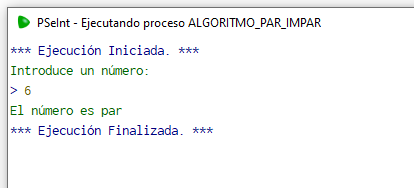 PSeInt - Ejecutando proceso ALGORITMO_PAR_IMPAR
*** Ejecución Iniciada. ***
Introduce un número:
> 6
El número es par
*** Ejecución Finalizada. ***